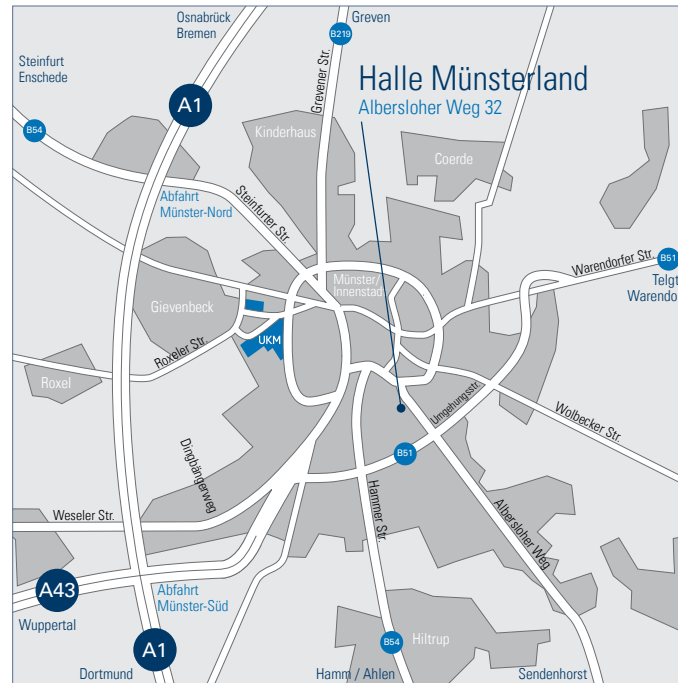 Osnabrück
Bremen
Greven
B219
Steinfurt
Enschede
Halle Münsterland
Albersloher Weg 32
A1
B54
Grevener Str.
Kinderhaus
Coerde
Abfahrt
Münster-Nord
Steinfurter Str.
Warendorfer Str.
B51
Telgt
Warendo
Münster/
Innenstad
Gievenbeck
UKM
Roxeler Str.
Roxel
Umgehungsstr.
Wolbecker Str.
Dingbängerweg
B51
Weseler Str.
Hammer Str.
Albersloher Weg
A43
Wuppertal
Abfahrt
Münster-Süd
A1
B54
Hiltrup
Dortmund
Hamm / Ahlen
Sendenhorst